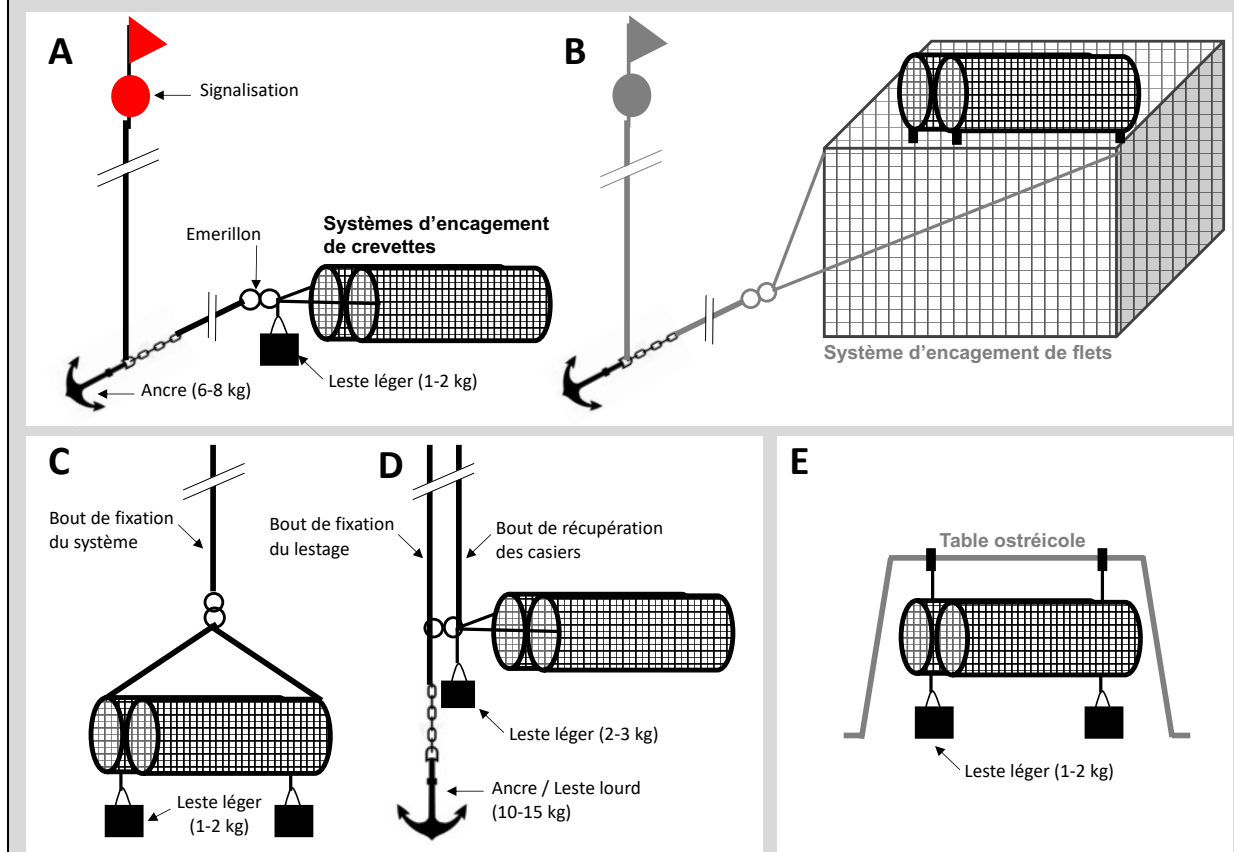 A
Signalisation
Emerillon
Systèmes d'encagement
de crevettes
Leste léger (1-2 kg)
Ancre (6-8 kg)
B
Système d'encagement de flets
C
Bout de fixation
du système
Leste léger
(1-2 kg)
D
Bout de fixation
du lestage
Bout de récupération
des casiers
Leste léger (2-3 kg)
Ancre / Leste lourd
(10-15 kg)
E
Table ostréicole
Leste léger (1-2 kg)